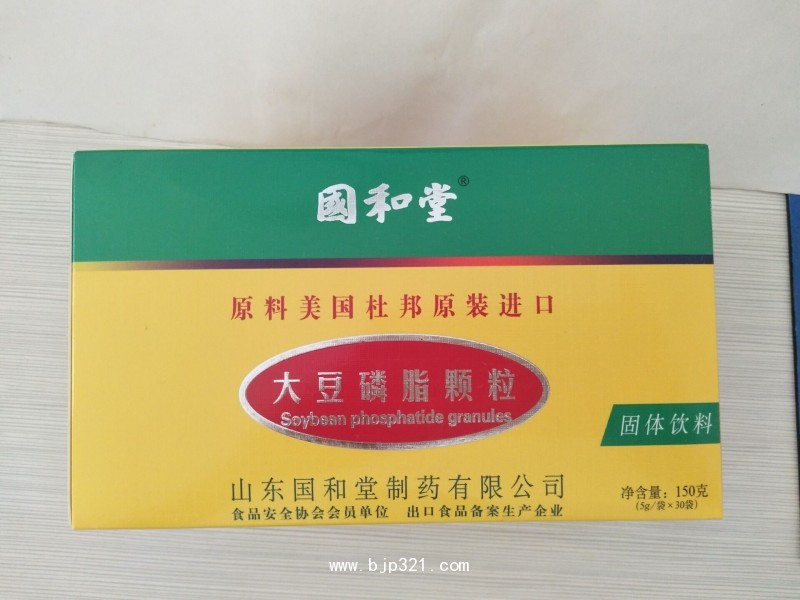 國和堂®
原料美国杜邦原装进口
大豆磷脂颗粒
Soybean phosphatide granules
固体饮料
山东国和堂制药有限公司
净含量：150克
(5g/袋×30袋)
食品安全协会会员单位 出口食品备案生产企业
www.bjp321.com